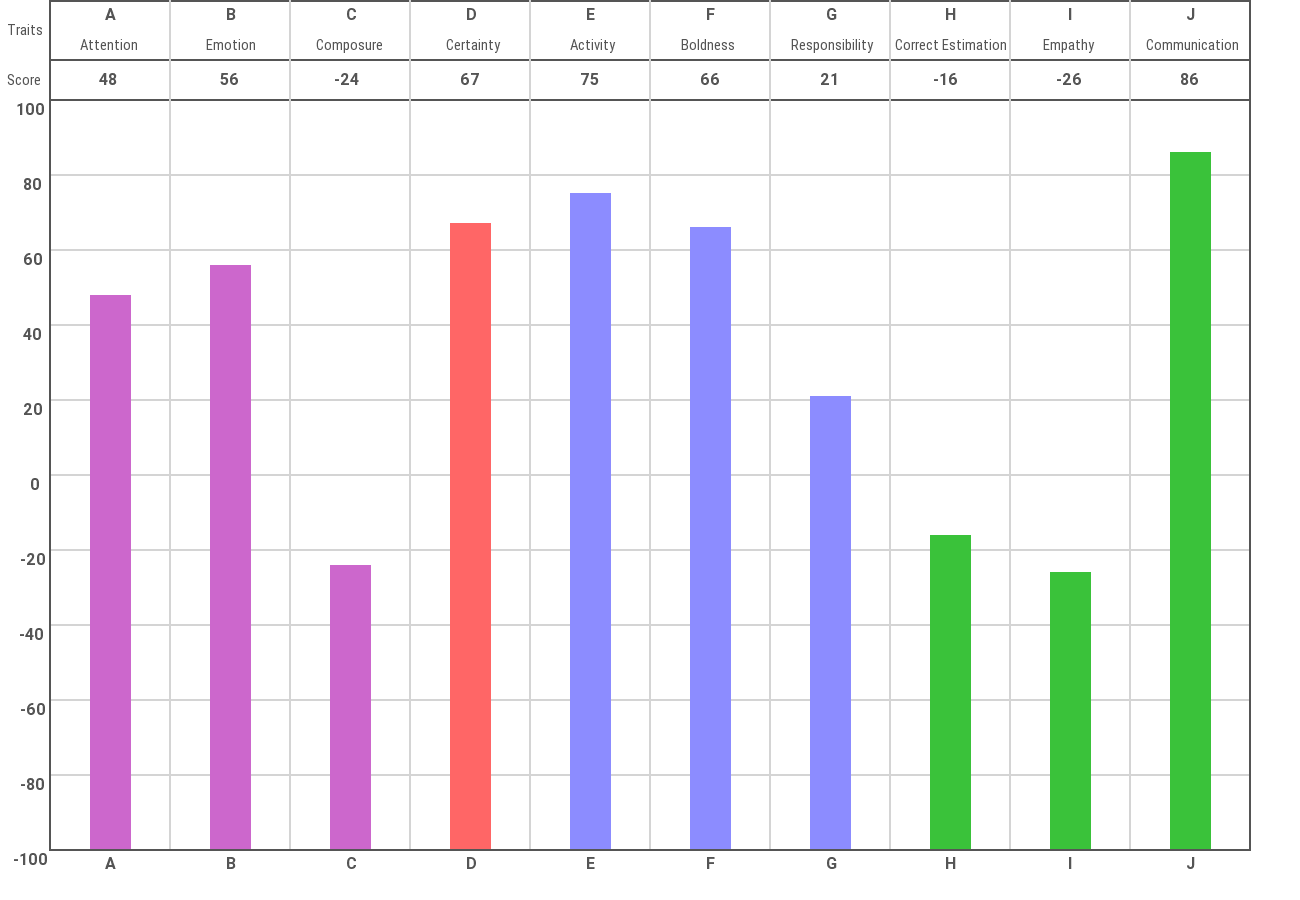 Traits A B C D E F G H I J
Attention Emotion Composure Certainty Activity Boldness Responsibility Correct Estimation Empathy Communication
Score 48 56 -24 67 75 66 21 -16 -26 86
100
80
60
40
20
0
-20
-40
-60
-80
-100
A B C D E F G H I J